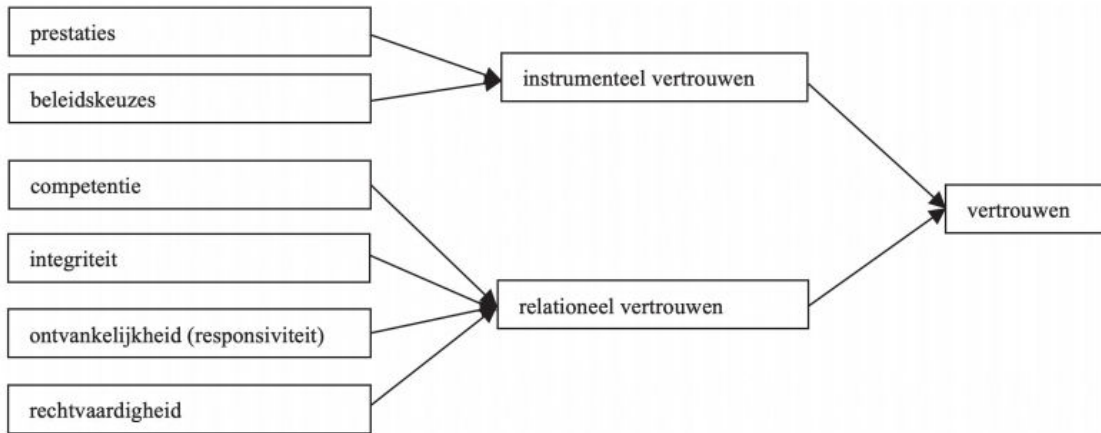 prestaties
beleidskeuzes
competentie
integriteit
ontvankelijkheid (responsiviteit)
rechtvaardigheid
instrumenteel vertrouwen
relationeel vertrouwen
vertrouwen